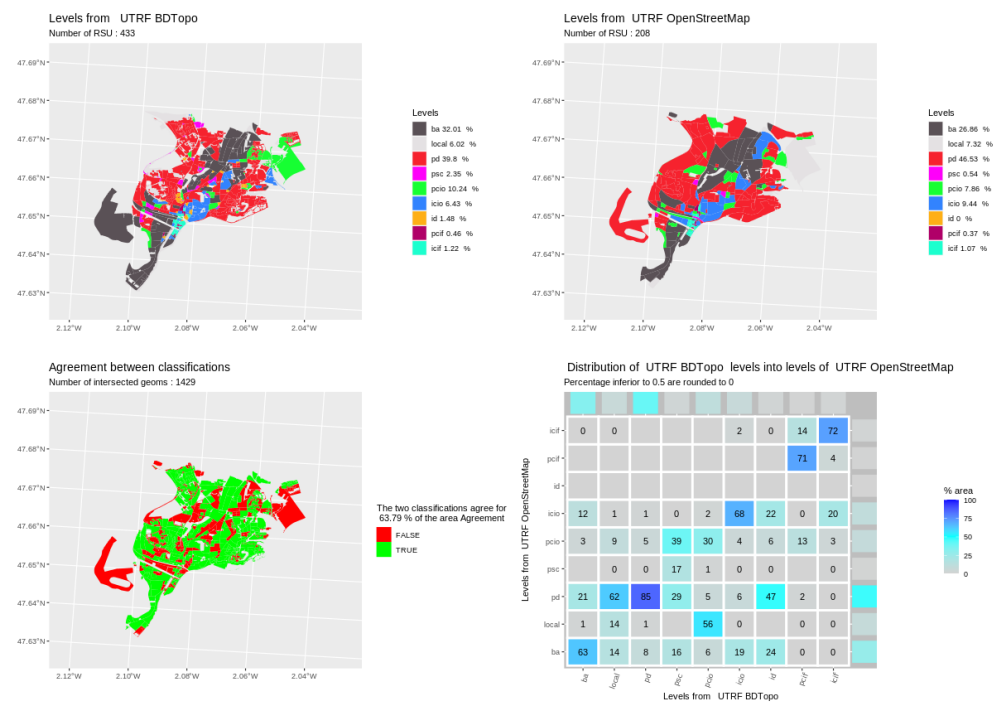 Levels from UTRF BDTopo
Number of RSU : 433
47.69°N
47.68°N
47.67°N
47.66°N
47.65°N
47.64°N
47.63°N
2.12°W 2.10°W 2.08°W 2.06°W 2.04°W
Levels
ba 32.01 %
local 6.02 %
pd 39.8 %
psc 2.35 %
pcio 10.24 %
icio 6.43 %
id 1.48 %
pcif 0.46 %
icif 1.22 %
Levels from UTRF OpenStreetMap
Number of RSU : 208
47.69°N
47.68°N
47.67°N
47.66°N
47.65°N
47.64°N
47.63°N
2.12°W 2.10°W 2.08°W 2.06°W 2.04°W
Levels
ba 26.86 %
local 7.32 %
pd 46.53 %
psc 0.54 %
pcio 7.86 %
icio 9.44 %
id 0 %
pcif 0.37 %
icif 1.07 %
Agreement between classifications
Number of intersected geoms : 1429
47.69°N
47.68°N
47.67°N
47.66°N
47.65°N
47.64°N
47.63°N
2.12°W 2.10°W 2.08°W 2.06°W 2.04°W
The two classifications agree for
63.79 % of the area Agreement
FALSE
TRUE
Distribution of UTRF BDTopo levels into levels of UTRF OpenStreetMap
Percentage inferior to 0.5 are rounded to 0
Levels from UTRF OpenStreetMap
icif 0 0 2 0 14 72
pcif 71 4
id
icio 12 1 1 0 2 68 22 0 20
pcio 3 9 5 39 30 4 6 13 3
psc 0 0 17 1 0 0 0
pd 21 62 85 29 5 6 47 2 0
local 1 14 1 56 0 0 0 0
ba 63 14 8 16 6 19 24 0 0
ba local pd psc pcio icio id pcif icif
Levels from UTRF BDTopo
% area
100
75
50
25
0